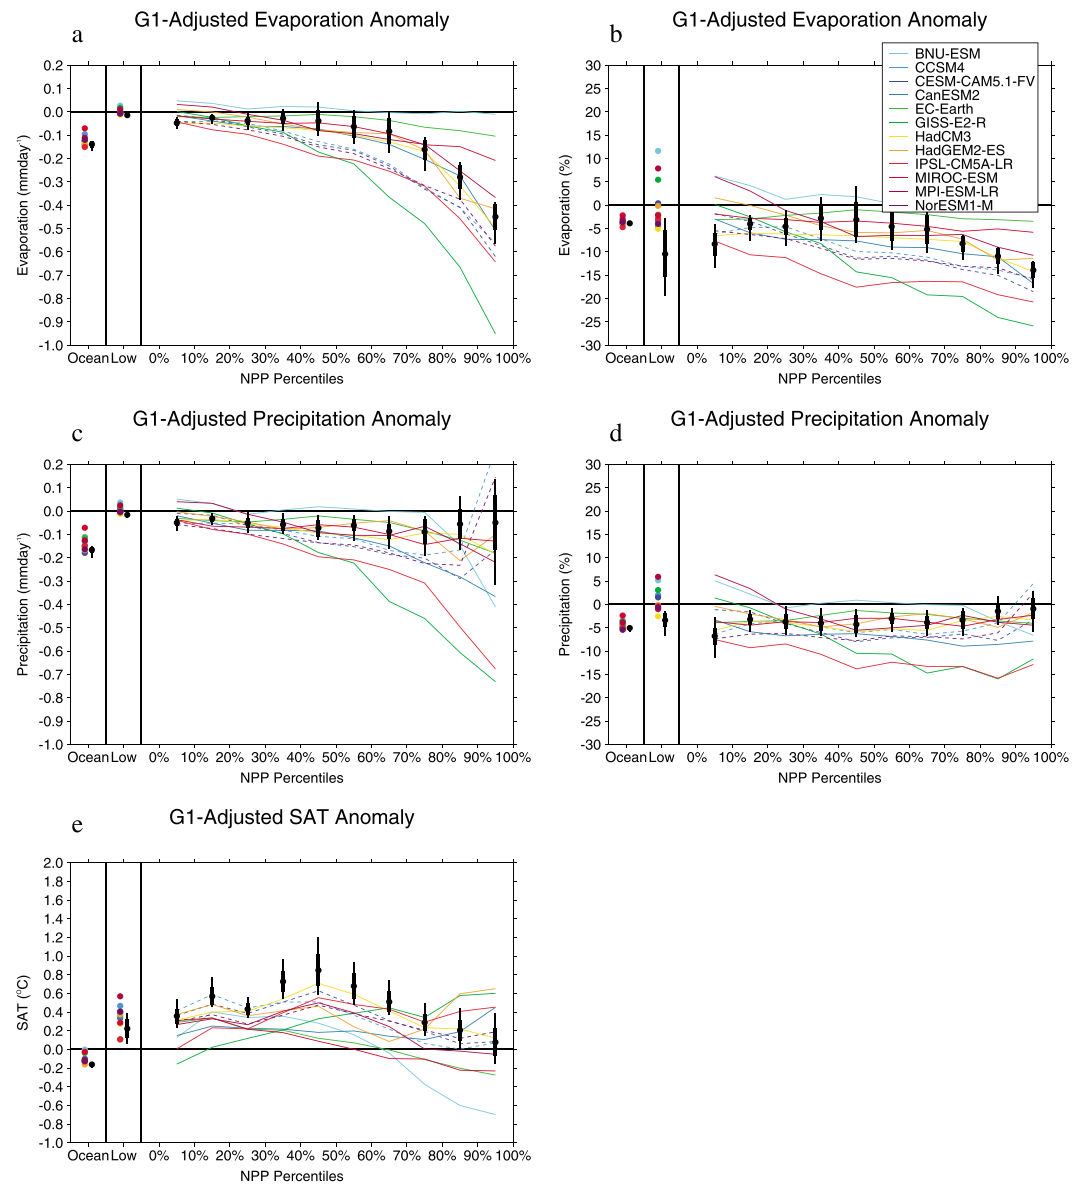 G1-Adjusted Evaporation Anomaly
a
0.2
0.1
0.0
-0.1
-0.2
-0.3
-0.4
-0.5
-0.6
-0.7
-0.8
-0.9
-1.0
Evaporation (mmday-1)
Ocean Low 0% 10% 20% 30% 40% 50% 60% 70% 80% 90% 100%
NPP Percentiles
G1-Adjusted Evaporation Anomaly
b
30
25
20
15
10
5
0
-5
-10
-15
-20
-25
-30
Evaporation (%)
BNU-ESM
CCSM4
CESM-CAM5.1-FV
CanESM2
EC-Earth
GISS-E2-R
HadCM3
HadGEM2-ES
IPSL-CM5A-LR
MIROC-ESM
MPI-ESM-LR
NorESM1-M
Ocean Low 0% 10% 20% 30% 40% 50% 60% 70% 80% 90% 100%
NPP Percentiles
G1-Adjusted Precipitation Anomaly
c
0.2
0.1
0.0
-0.1
-0.2
-0.3
-0.4
-0.5
-0.6
-0.7
-0.8
-0.9
-1.0
Precipitation (mmday-1)
Ocean Low 0% 10% 20% 30% 40% 50% 60% 70% 80% 90% 100%
NPP Percentiles
G1-Adjusted Precipitation Anomaly
d
30
25
20
15
10
5
0
-5
-10
-15
-20
-25
-30
Precipitation (%)
Ocean Low 0% 10% 20% 30% 40% 50% 60% 70% 80% 90% 100%
NPP Percentiles
G1-Adjusted SAT Anomaly
e
2.0
1.8
1.6
1.4
1.2
1.0
0.8
0.6
0.4
0.2
0.0
-0.2
-0.4
-0.6
-0.8
-1.0
SAT (°C)
Ocean Low 0% 10% 20% 30% 40% 50% 60% 70% 80% 90% 100%
NPP Percentiles